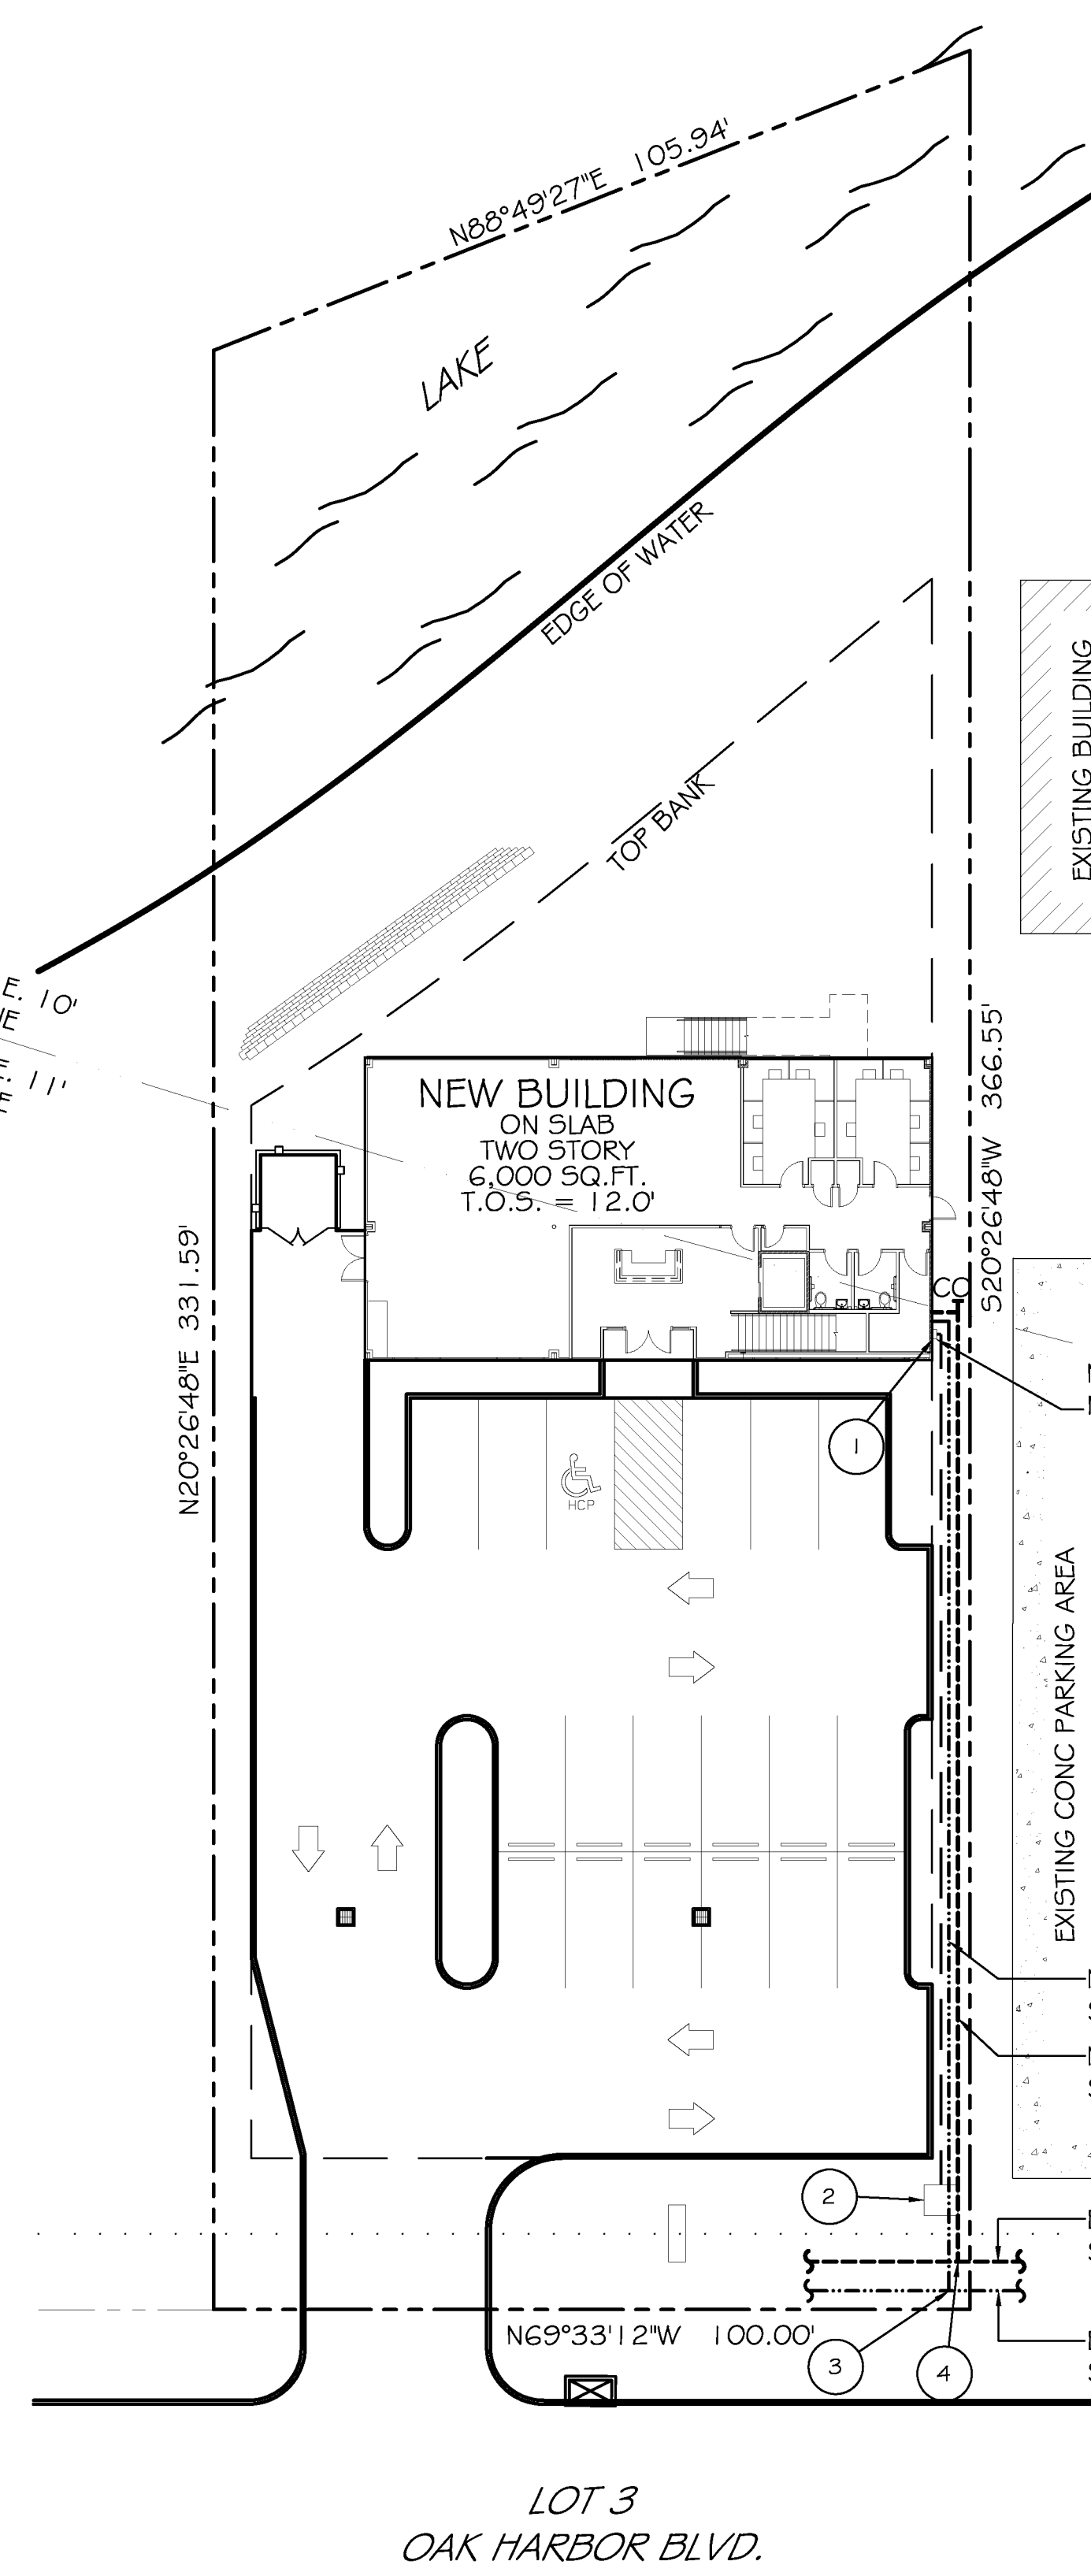 N88°49'27"E 105.94'
LAKE
EDGE OF WATER
TOP BANK
EXISTING BUILDING
E. 10'
E. 11'
NEW BUILDING
ON SLAB
TWO STORY
6,000 SQ.FT.
T.O.S. = 12.0'
S20°26'48"W 366.55'
N20°26'48"E 331.59'
CO
1
HCP
EXISTING CONC PARKING AREA
2
N69°33'12"W 100.00'
3
4
LOT 3
OAK HARBOR BLVD.